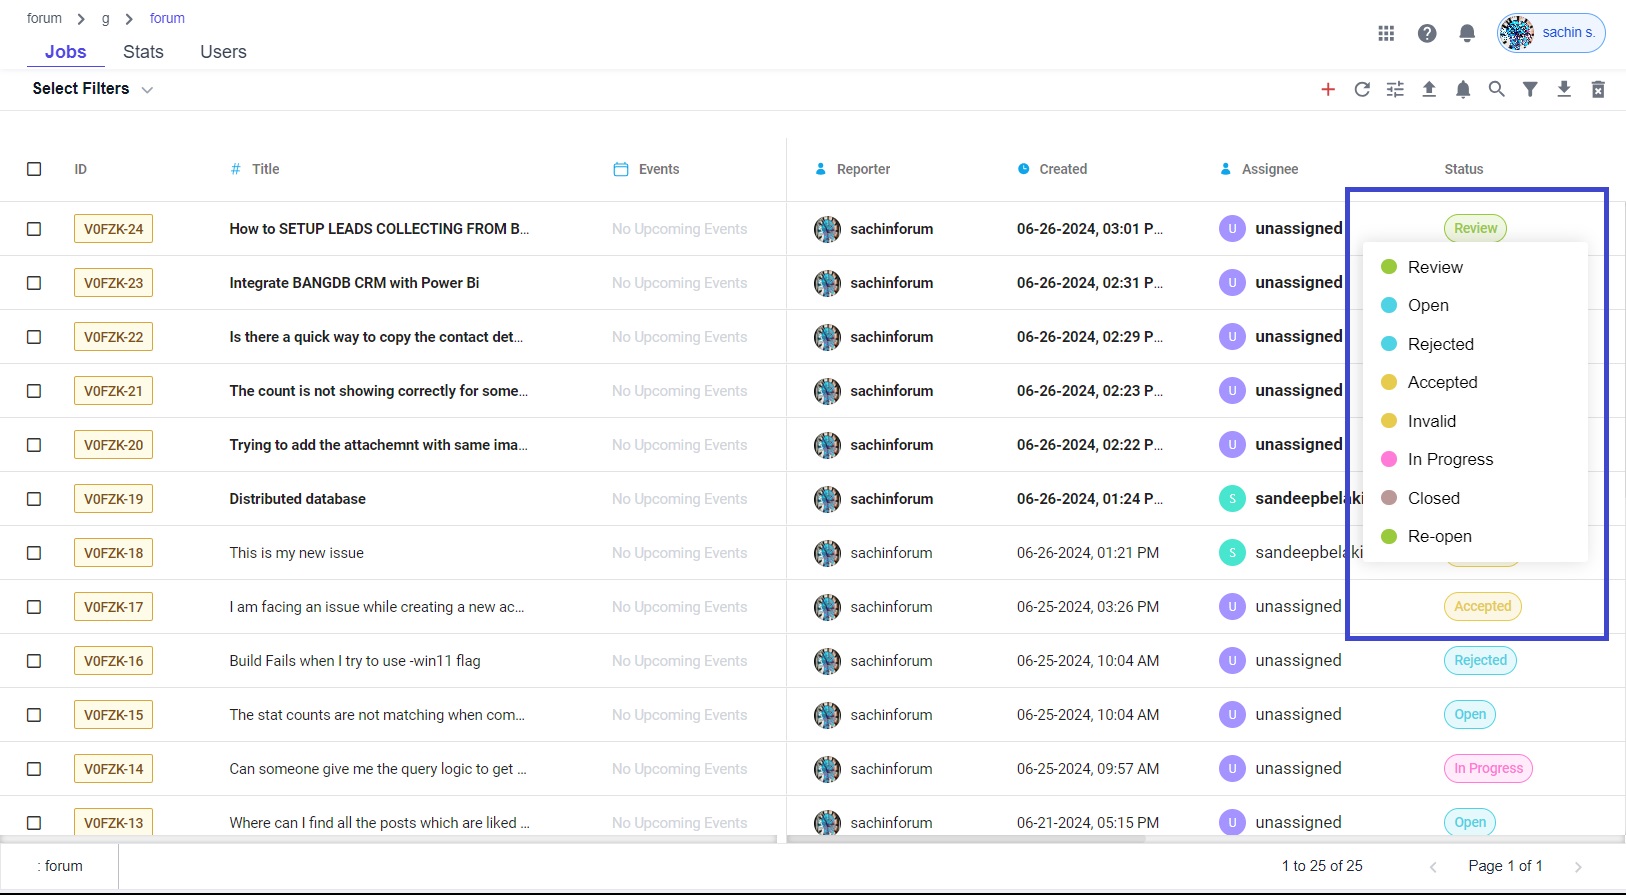 forum > g > forum
sachin s.
Jobs Stats Users
Select Filters
ID # Title Events Reporter Created Assignee Status
V0FZK-24 How to SETUP LEADS COLLECTING FROM B... No Upcoming Events sachinforum 06-26-2024, 03:01 P... U unassigned Review
V0FZK-23 Integrate BANGDB CRM with Power Bi No Upcoming Events sachinforum 06-26-2024, 02:31 P... U unassigned
V0FZK-22 Is there a quick way to copy the contact det... No Upcoming Events sachinforum 06-26-2024, 02:29 P... U unassigned
V0FZK-21 The count is not showing correctly for some... No Upcoming Events sachinforum 06-26-2024, 02:23 P... U unassigned
V0FZK-20 Trying to add the attachemnt with same ima... No Upcoming Events sachinforum 06-26-2024, 02:22 P... U unassigned
V0FZK-19 Distributed database No Upcoming Events sachinforum 06-26-2024, 01:24 P... S sandeepbelaki
V0FZK-18 This is my new issue No Upcoming Events sachinforum 06-26-2024, 01:21 PM S sandeepbelaki
Review
Open
Rejected
Accepted
Invalid
In Progress
Closed
Re-open
V0FZK-17 I am facing an issue while creating a new ac... No Upcoming Events sachinforum 06-25-2024, 03:26 PM U unassigned Accepted
V0FZK-16 Build Fails when I try to use -win11 flag No Upcoming Events sachinforum 06-25-2024, 10:04 AM U unassigned Rejected
V0FZK-15 The stat counts are not matching when com... No Upcoming Events sachinforum 06-25-2024, 10:04 AM U unassigned Open
V0FZK-14 Can someone give me the query logic to get ... No Upcoming Events sachinforum 06-25-2024, 09:57 AM U unassigned In Progress
V0FZK-13 Where can I find all the posts which are liked ... No Upcoming Events sachinforum 06-21-2024, 05:15 PM U unassigned Open
: forum
1 to 25 of 25 < Page 1 of 1 >